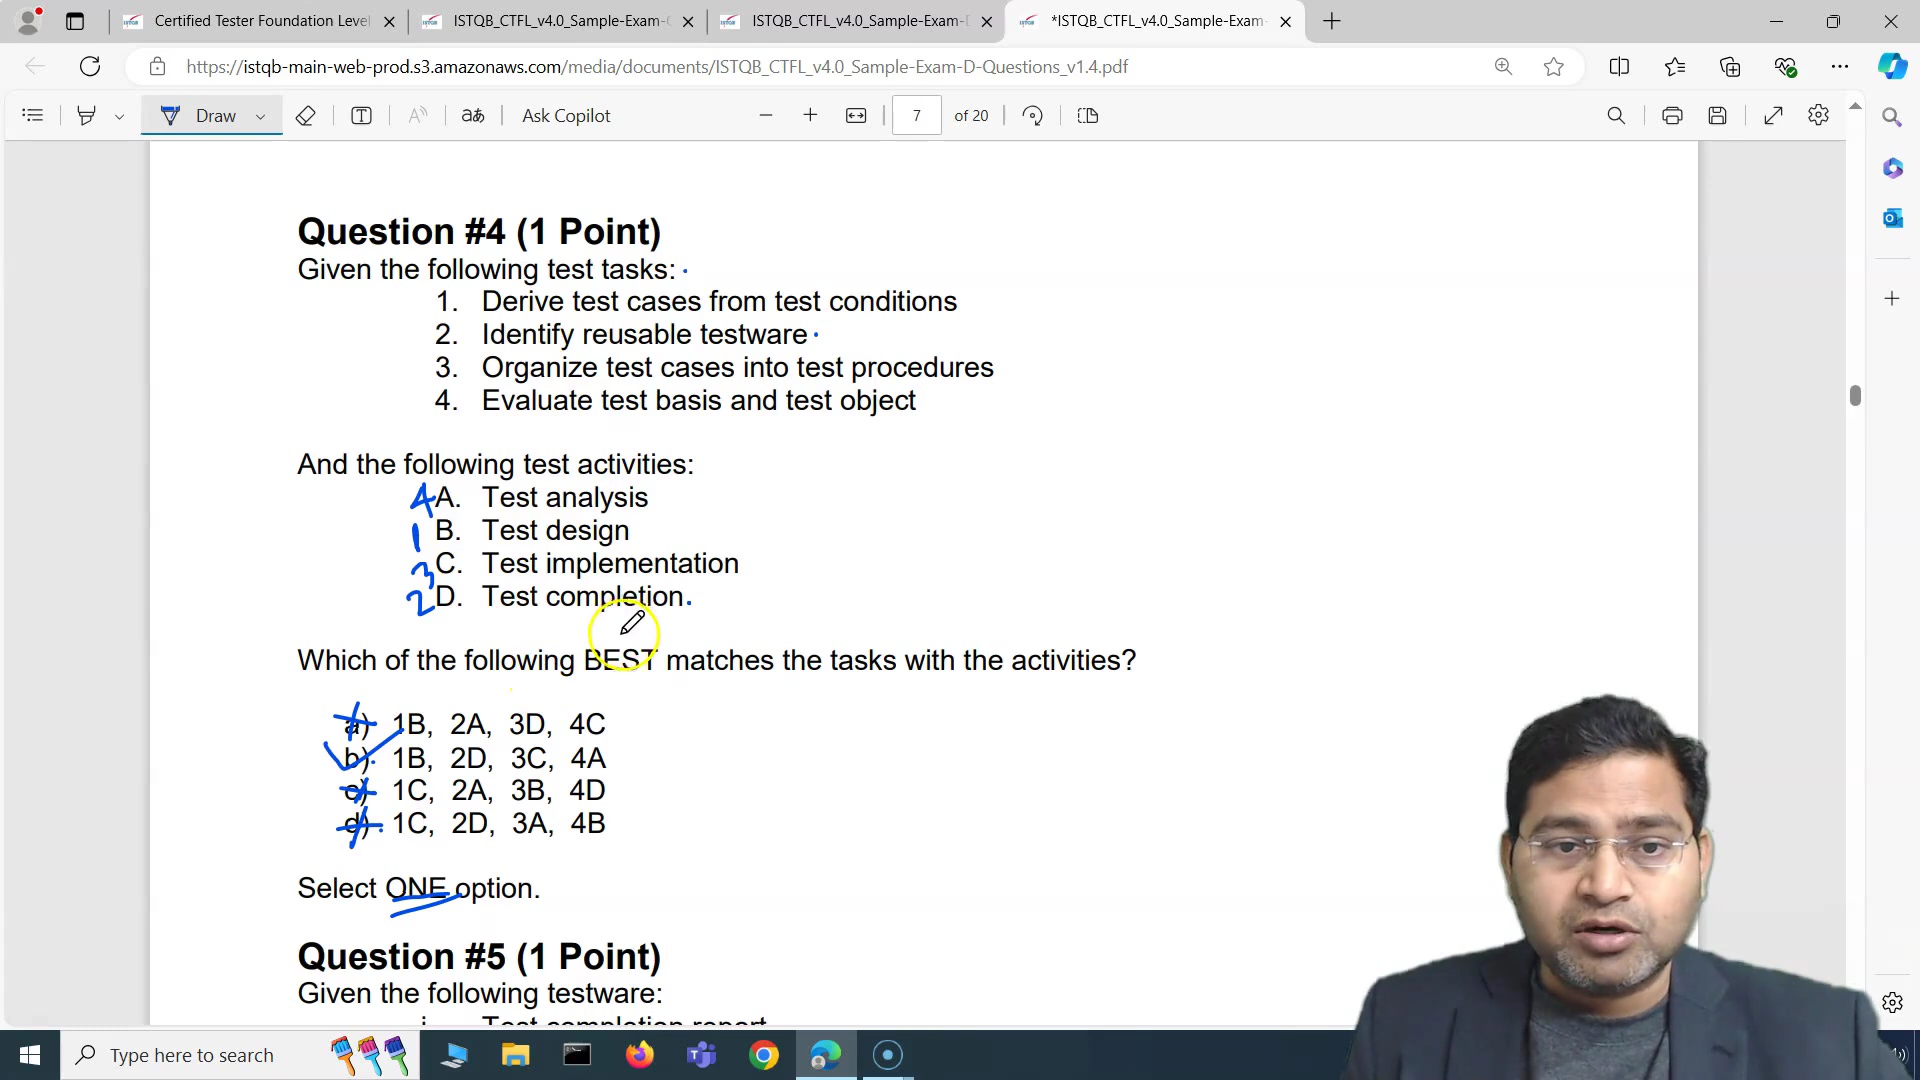 Certified Tester Foundation Level
ISTQB_CTFL_v4.0_Sample-Exam-
ISTQB_CTFL_v4.0_Sample-Exam-
*ISTQB_CTFL_v4.0_Sample-Exam-
https://istqb-main-web-prod.s3.amazonaws.com/media/documents/ISTQB_CTFL_v4.0_Sample-Exam-D-Questions_v1.4.pdf
Draw
aあ
Ask Copilot
7 of 20
Question #4 (1 Point)
Given the following test tasks:
1. Derive test cases from test conditions
2. Identify reusable testware
3. Organize test cases into test procedures
4. Evaluate test basis and test object
And the following test activities:
4 A. Test analysis
1 B. Test design
3 C. Test implementation
2 D. Test completion
Which of the following BEST matches the tasks with the activities?
a) 1B, 2A, 3D, 4C
b) 1B, 2D, 3C, 4A
c) 1C, 2A, 3B, 4D
d) 1C, 2D, 3A, 4B
Select ONE option.
Question #5 (1 Point)
Given the following testware:
i. Test completion report
Type here to search